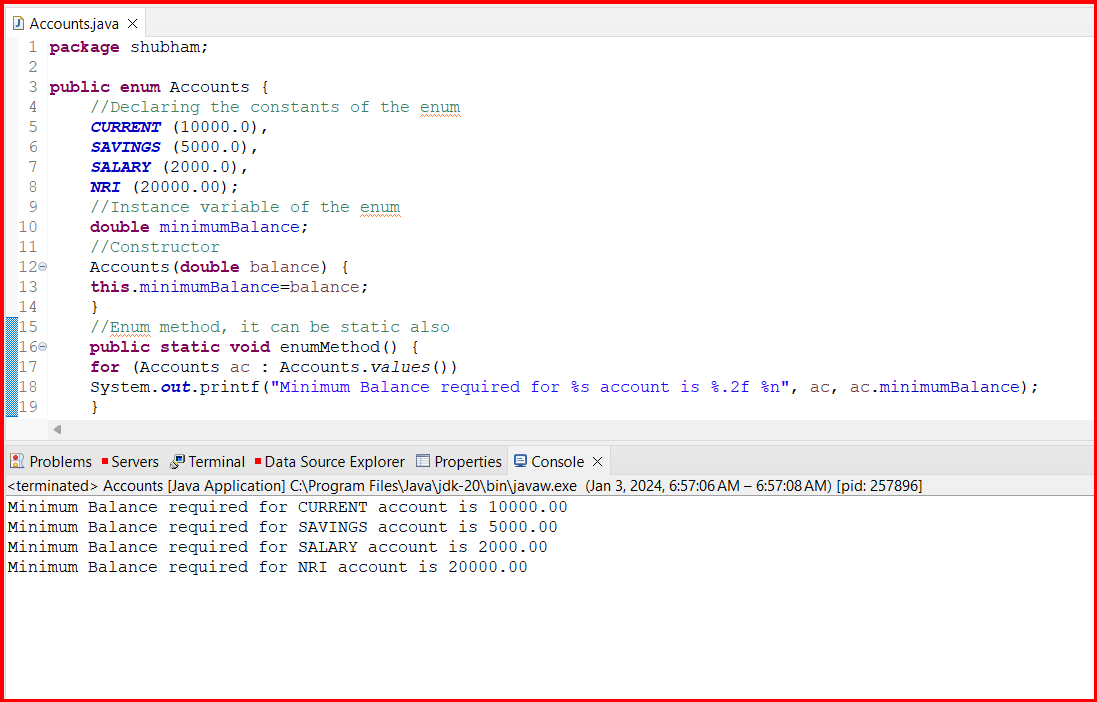 Accounts.java
1 package shubham;
2
3 public enum Accounts {
4 //Declaring the constants of the enum
5 CURRENT (10000.0),
6 SAVINGS (5000.0),
7 SALARY (2000.0),
8 NRI (20000.00);
9 //Instance variable of the enum
10 double minimumBalance;
11 //Constructor
12 Accounts(double balance) {
13 this.minimumBalance=balance;
14 }
15 //Enum method, it can be static also
16 public static void enumMethod() {
17 for (Accounts ac : Accounts.values())
18 System.out.printf("Minimum Balance required for %s account is %.2f %n", ac, ac.minimumBalance);
19 }
Problems Servers Terminal Data Source Explorer Properties Console
<terminated> Accounts [Java Application] C:\Program Files\Java\jdk-20\bin\javaw.exe (Jan 3, 2024, 6:57:06 AM – 6:57:08 AM) [pid: 257896]
Minimum Balance required for CURRENT account is 10000.00
Minimum Balance required for SAVINGS account is 5000.00
Minimum Balance required for SALARY account is 2000.00
Minimum Balance required for NRI account is 20000.00